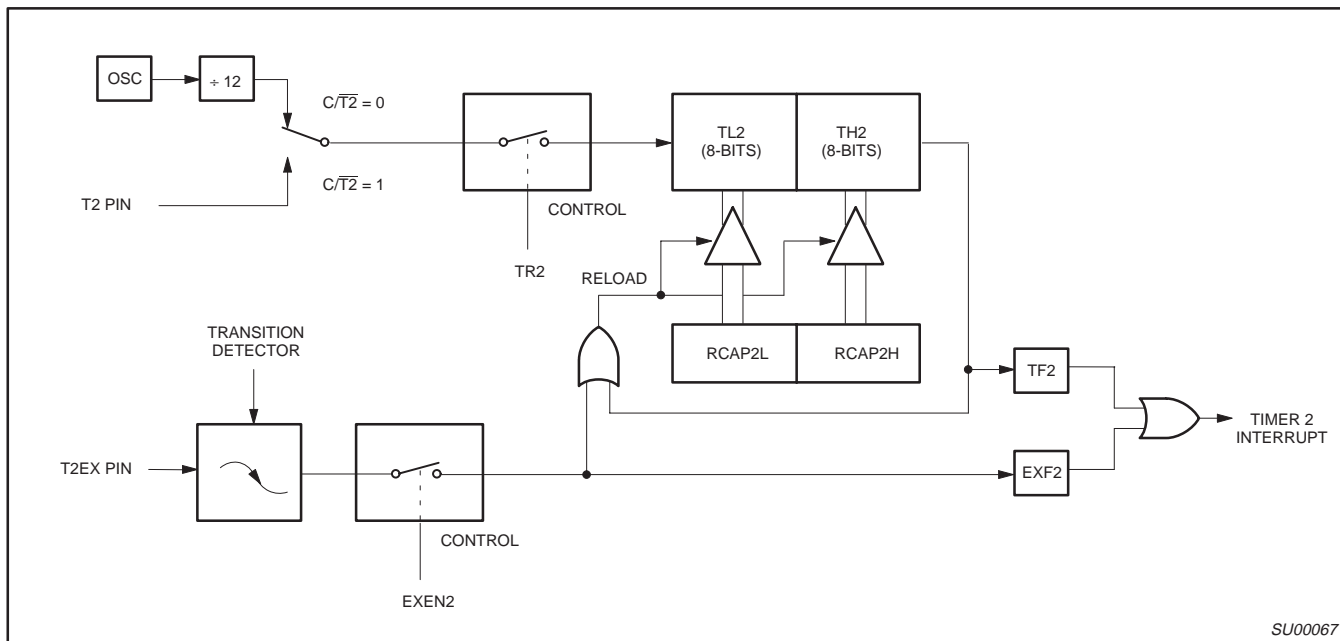 OSC
÷ 12
C/T2̅ = 0
C/T2̅ = 1
T2 PIN
CONTROL
TR2
TL2
(8-BITS)
TH2
(8-BITS)
RELOAD
RCAP2L
RCAP2H
TRANSITION
DETECTOR
T2EX PIN
CONTROL
EXEN2
TF2
EXF2
TIMER 2
INTERRUPT
SU00067